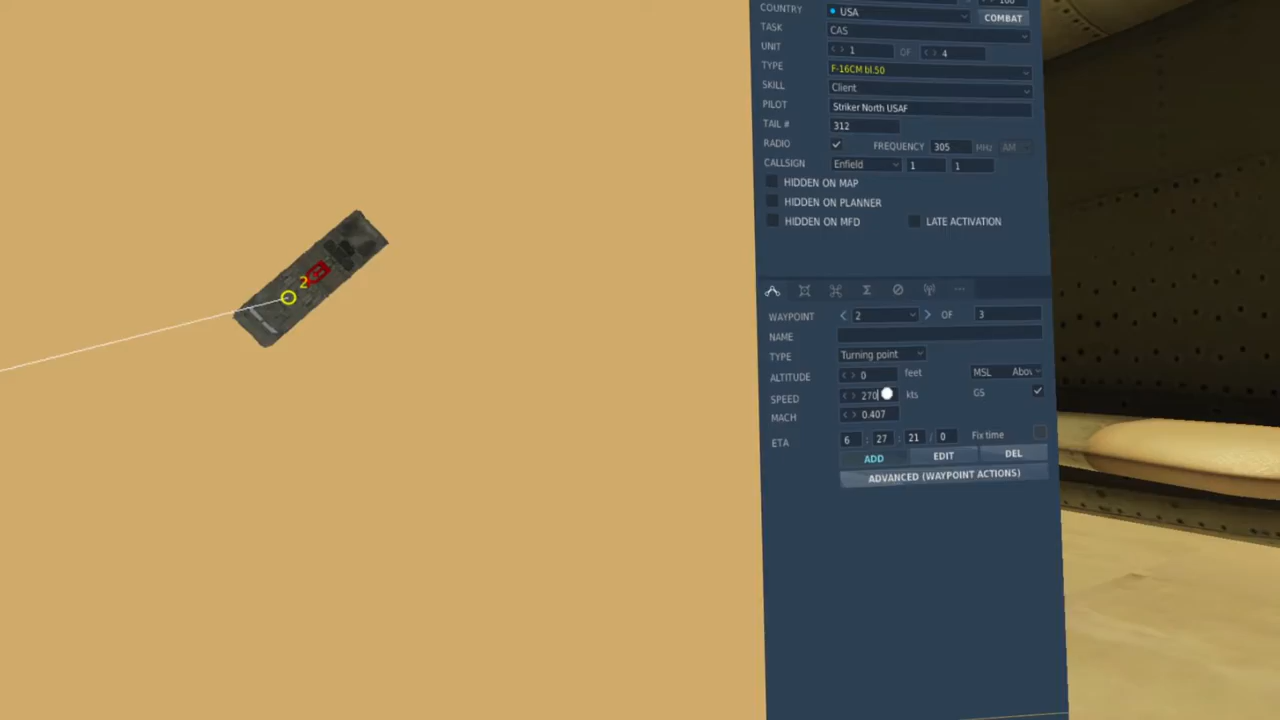 COUNTRY USA COMBAT
TASK CAS
UNIT < > 1 OF < > 4
TYPE F-16CM bl.50
SKILL Client
PILOT Striker North USAF
TAIL # 312
RADIO FREQUENCY 305 MHz AM
CALLSIGN Enfield 1 1
HIDDEN ON MAP
HIDDEN ON PLANNER
HIDDEN ON MFD LATE ACTIVATION
2
WAYPOINT < 2 > OF 3
NAME
TYPE Turning point
ALTITUDE < > 0 feet MSL
SPEED < > 270 kts GS
MACH < > 0.407
ETA 6 : 27 : 21 / 0 Fix time
ADD EDIT DEL
ADVANCED (WAYPOINT ACTIONS)